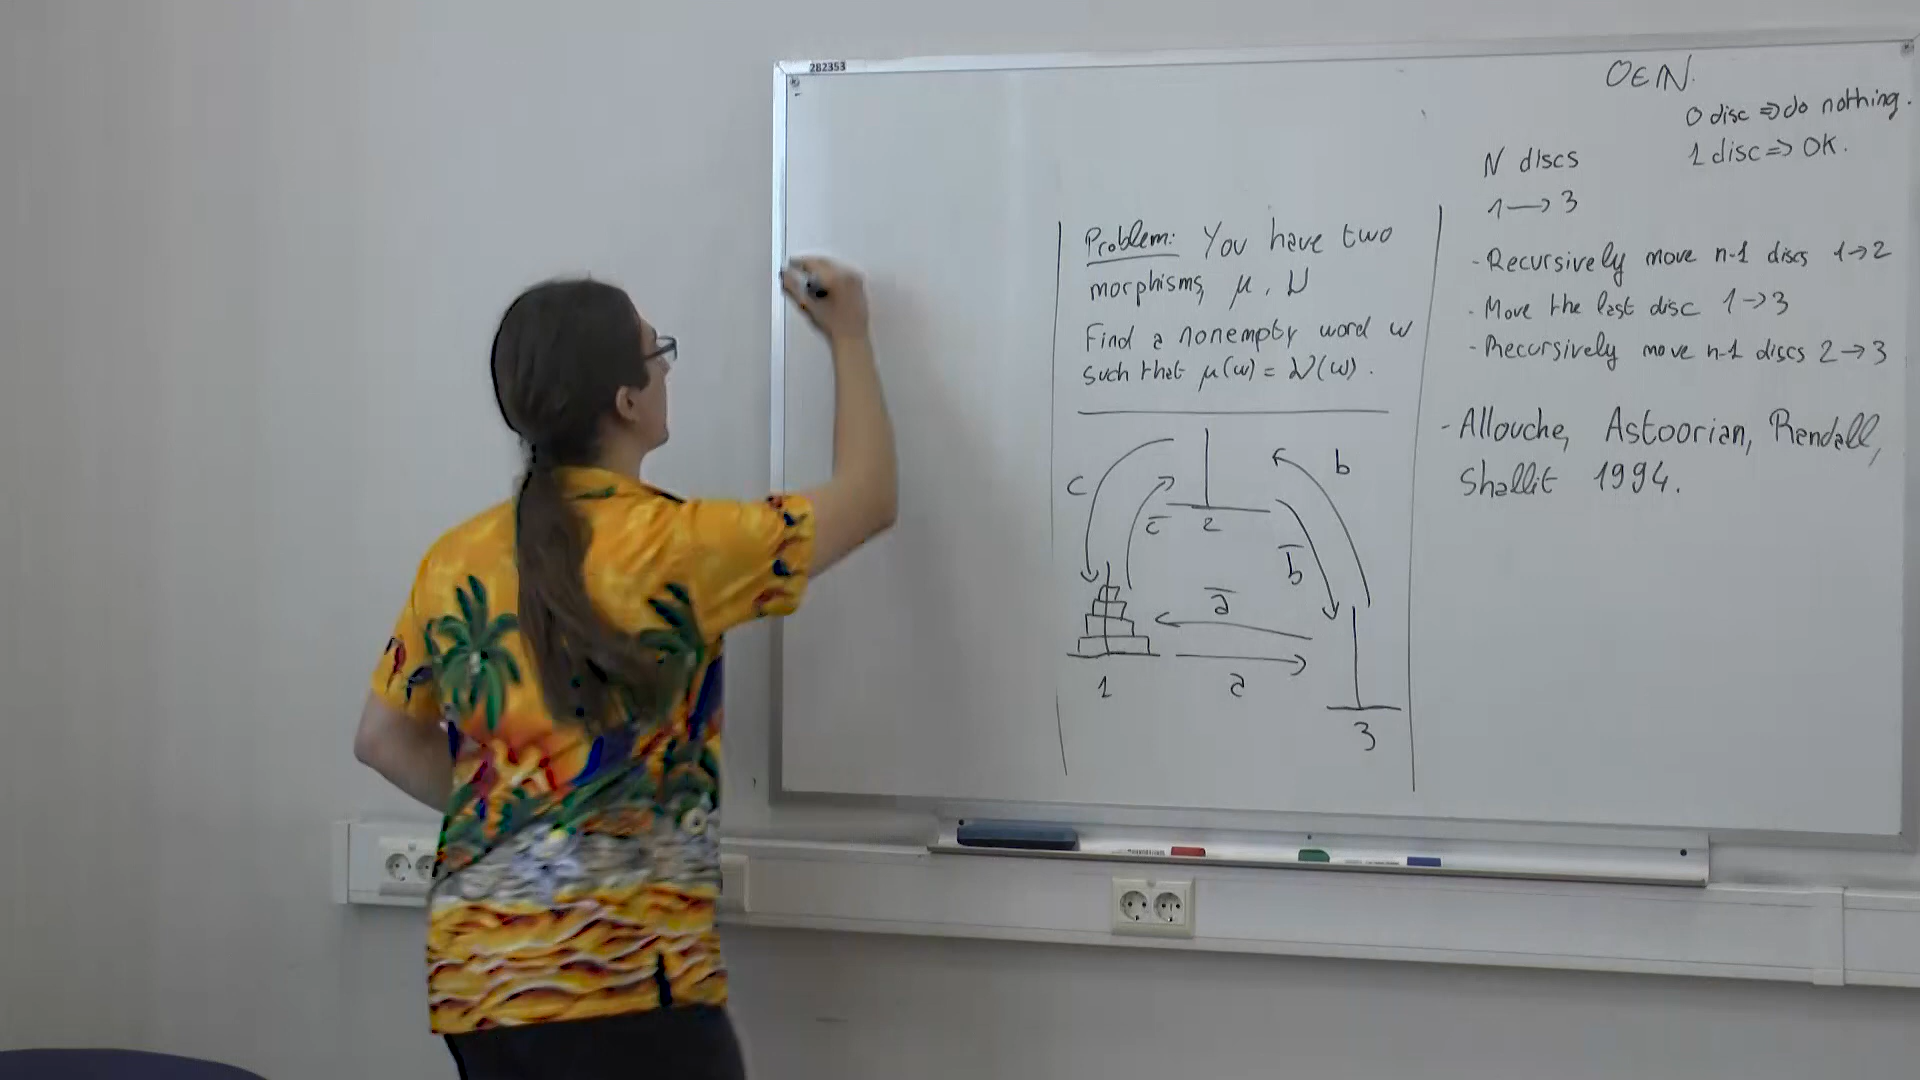 282353
Problem: You have two
morphisms, μ, ν
Find a nonempty word w
such that μ(w) = ν(w).
c
c̅
2
b
b̅
a̅
a
1
3
0∈ℕ.
0 disc ⇒ do nothing.
1 disc ⇒ OK.
N discs
1 → 3
- Recursively move n-1 discs 1→2
- Move the last disc 1→3
- Recursively move n-1 discs 2→3
- Allouche, Astoorian, Randall,
Shallit 1994.